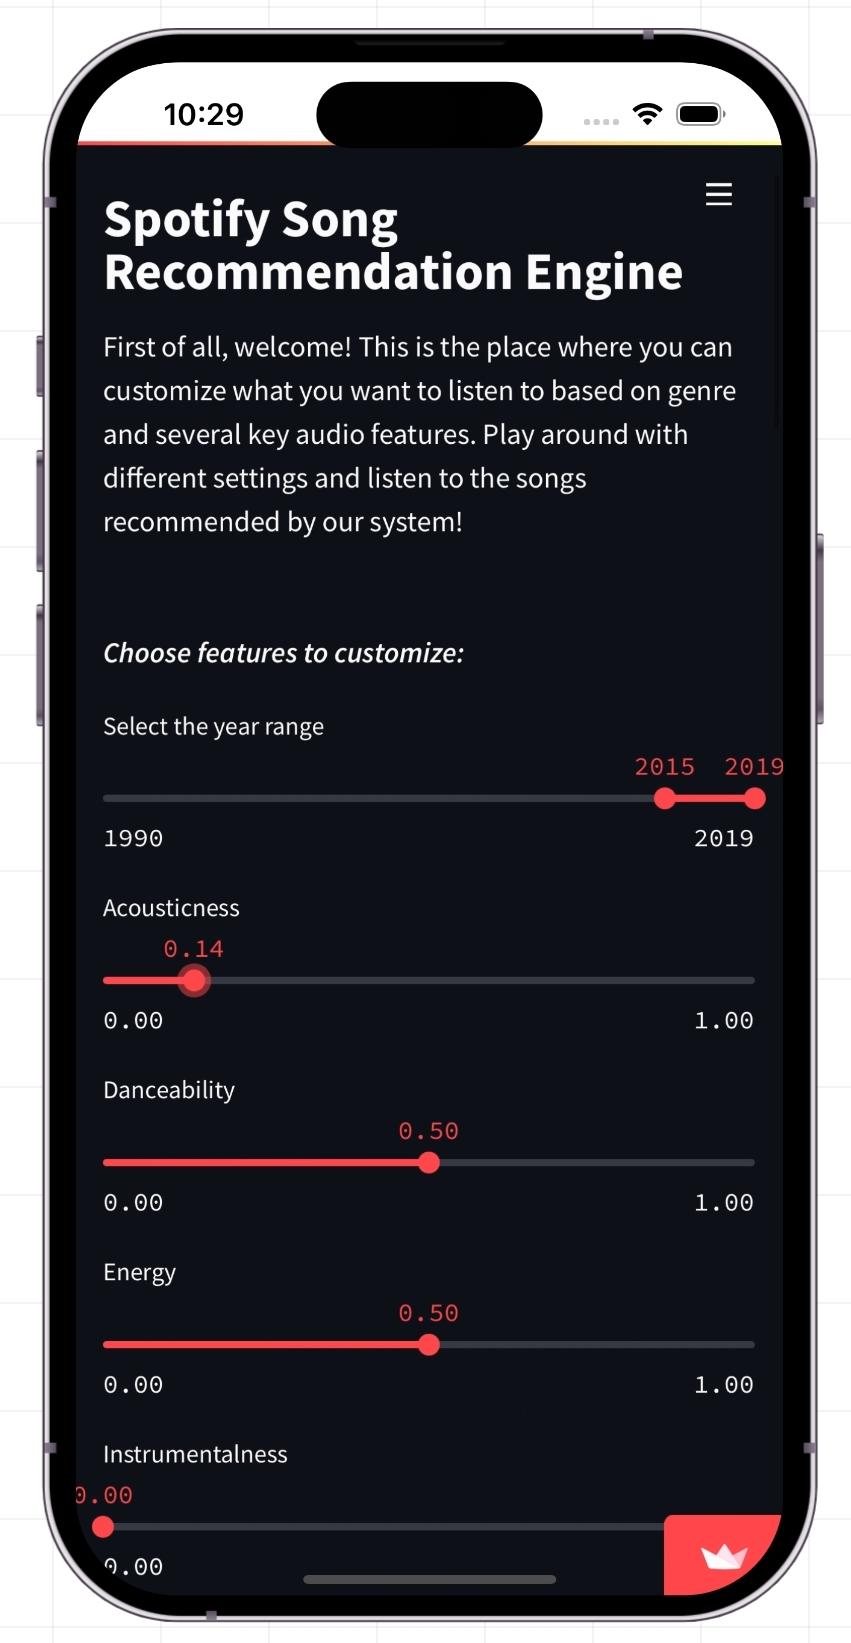 10:29
Spotify Song
Recommendation Engine
First of all, welcome! This is the place where you can
customize what you want to listen to based on genre
and several key audio features. Play around with
different settings and listen to the songs
recommended by our system!
Choose features to customize:
Select the year range
2015 2019
1990 2019
Acousticness
0.14
0.00 1.00
Danceability
0.50
0.00 1.00
Energy
0.50
0.00 1.00
Instrumentalness
0.00
0.00